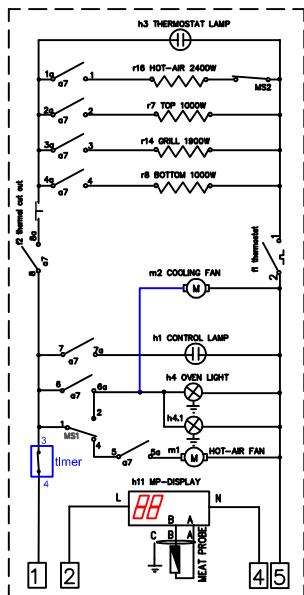 h3 THERMOSTAT LAMP
1a 1 r16 HOT-AIR 2400W
a7 MS2
2a 2 r7 TOP 1000W
a7
3a 3 r14 GRILL 1900W
a7
4a 4 r8 BOTTOM 1000W
a7
f2 thermal cut out
8a
a7
8
f1 thermostat
1
2
m2 COOLING FAN
M
7 7a h1 CONTROL LAMP
a7
6 6a h4 OVEN LIGHT
a7
2
1 h4.1
MS1 4
5 5a m1 HOT-AIR FAN
a7 M
3
timer
4
h11 MP-DISPLAY
L 88 N
B A
C B A
MEAT PROBE
1 2 4 5